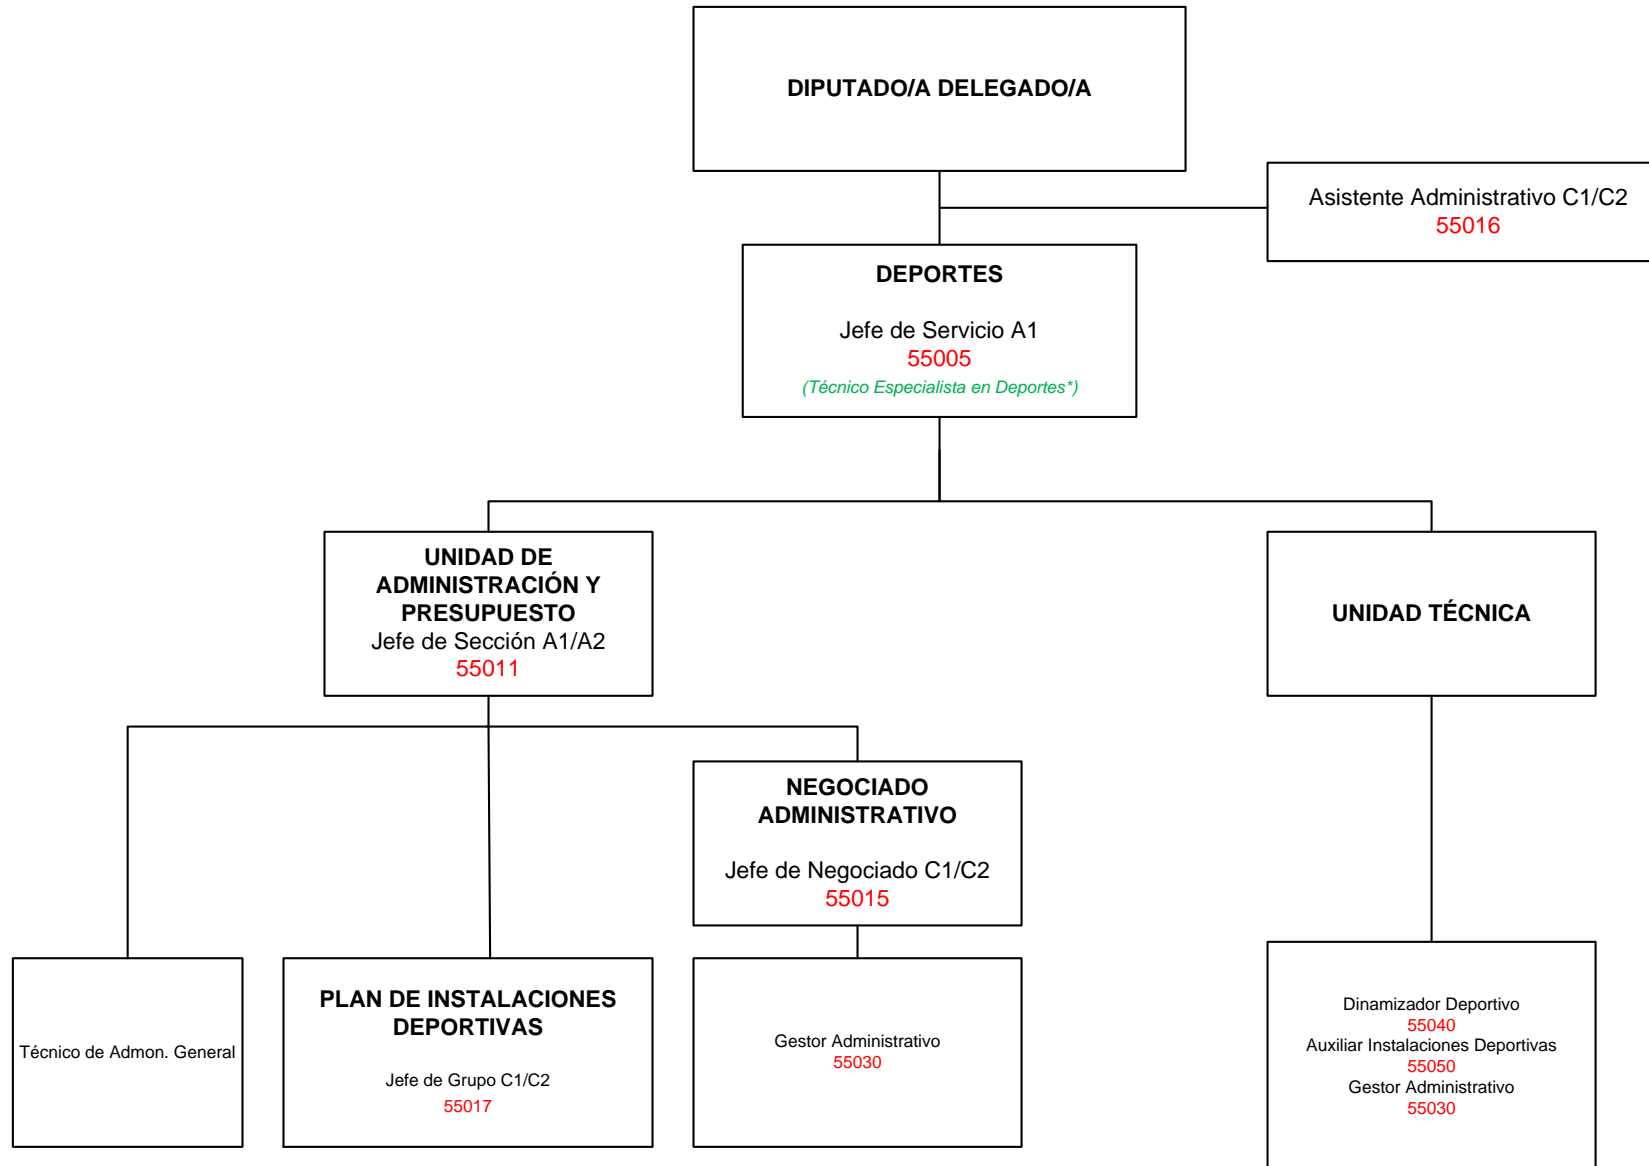 DIPUTADO/A DELEGADO/A
Asistente Administrativo C1/C2
55016
DEPORTES
Jefe de Servicio A1
55005
(Técnico Especialista en Deportes*)
UNIDAD DE
ADMINISTRACIÓN Y
PRESUPUESTO
Jefe de Sección A1/A2
55011
UNIDAD TÉCNICA
NEGOCIADO
ADMINISTRATIVO
Jefe de Negociado C1/C2
55015
Técnico de Admon. General
PLAN DE INSTALACIONES
DEPORTIVAS
Jefe de Grupo C1/C2
55017
Gestor Administrativo
55030
Dinamizador Deportivo
55040
Auxiliar Instalaciones Deportivas
55050
Gestor Administrativo
55030